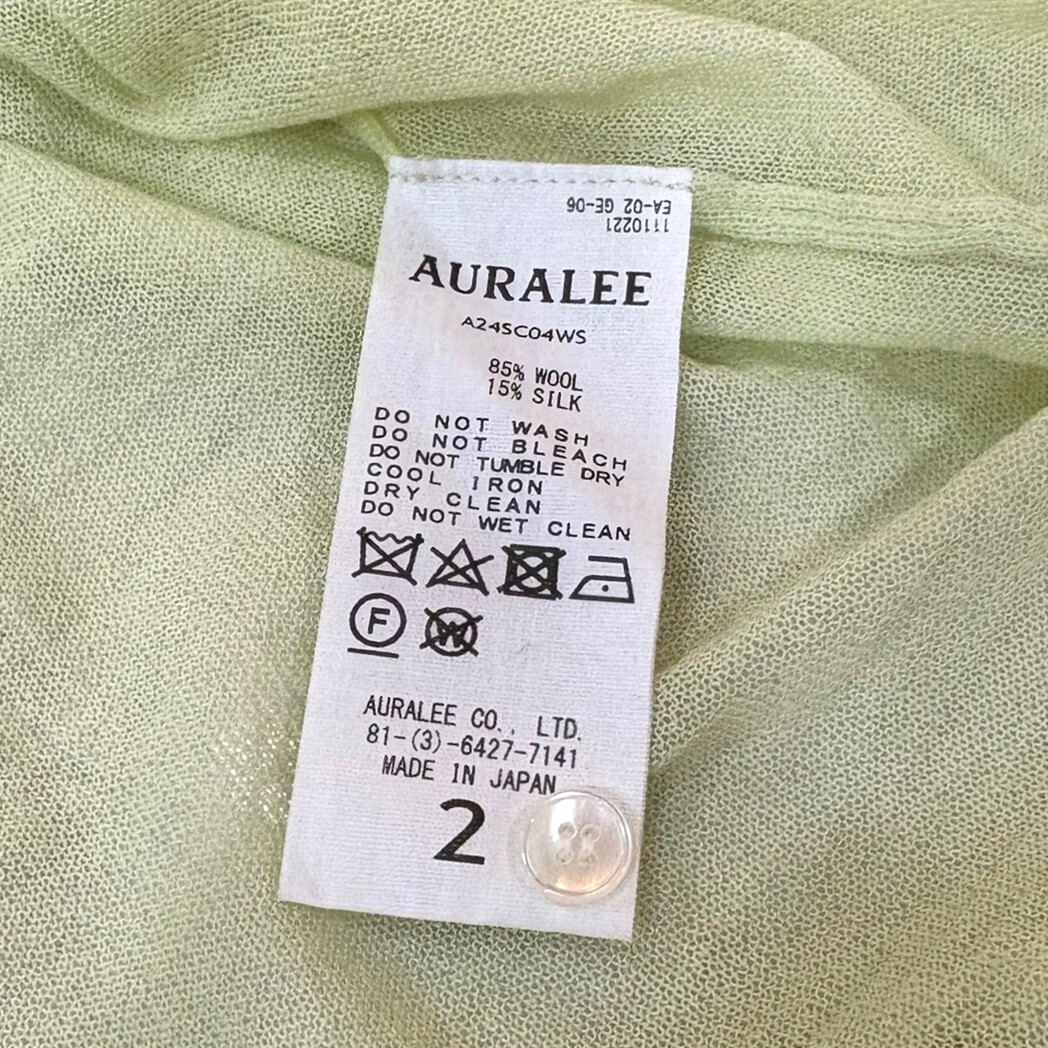 1110221
EA-02 GE-06
AURALEE
A24SC04WS
85% WOOL
15% SILK
DO NOT WASH
DO NOT BLEACH
DO NOT TUMBLE DRY
COOL IRON
DRY CLEAN
DO NOT WET CLEAN
F
W
AURALEE CO., LTD.
81-(3)-6427-7141
MADE IN JAPAN
2